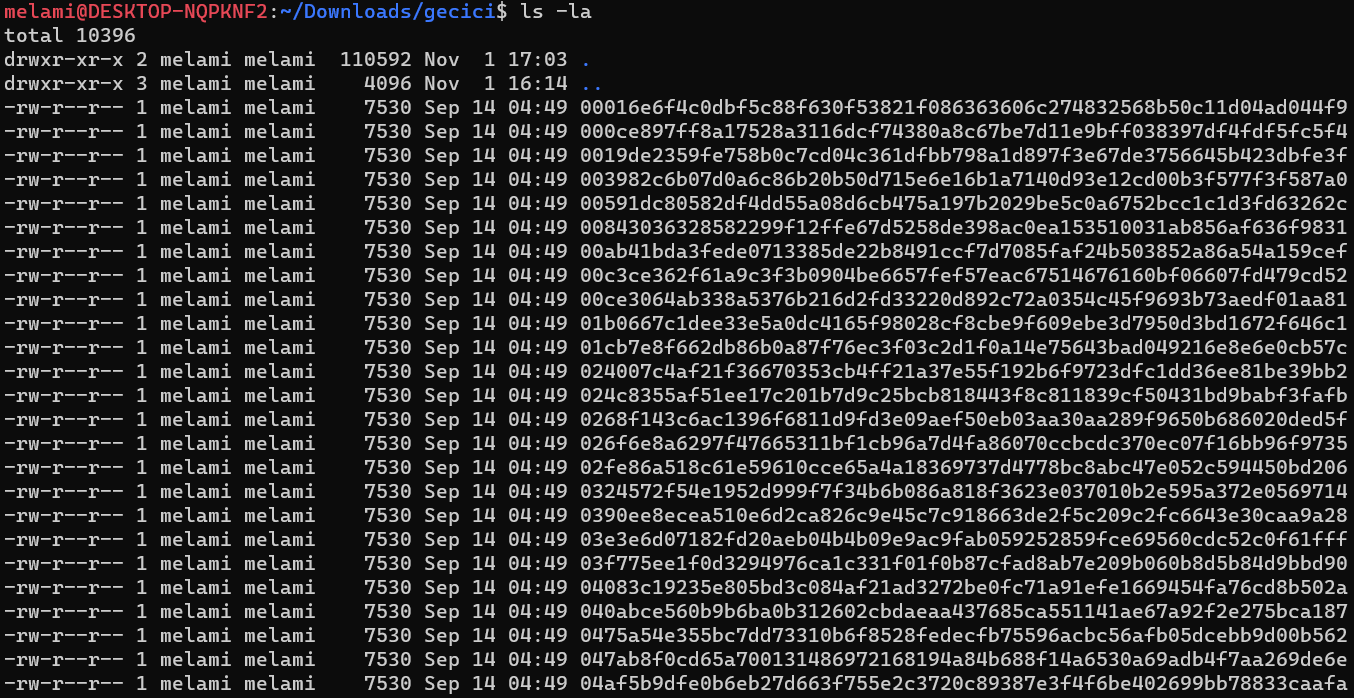 melami@DESKTOP-NQPKNF2:~/Downloads/gecici$ ls -la
total 10396
drwxr-xr-x 2 melami melami  110592 Nov  1 17:03 .
drwxr-xr-x 3 melami melami    4096 Nov  1 16:14 ..
-rw-r--r-- 1 melami melami    7530 Sep 14 04:49 00016e6f4c0dbf5c88f630f53821f086363606c274832568b50c11d04ad044f9
-rw-r--r-- 1 melami melami    7530 Sep 14 04:49 000ce897ff8a17528a3116dcf74380a8c67be7d11e9bff038397df4fdf5fc5f4
-rw-r--r-- 1 melami melami    7530 Sep 14 04:49 0019de2359fe758b0c7cd04c361dfbb798a1d897f3e67de3756645b423dbfe3f
-rw-r--r-- 1 melami melami    7530 Sep 14 04:49 003982c6b07d0a6c86b20b50d715e6e16b1a7140d93e12cd00b3f577f3f587a0
-rw-r--r-- 1 melami melami    7530 Sep 14 04:49 00591dc80582df4dd55a08d6cb475a197b2029be5c0a6752bcc1c1d3fd63262c
-rw-r--r-- 1 melami melami    7530 Sep 14 04:49 00843036328582299f12ffe67d5258de398ac0ea153510031ab856af636f9831
-rw-r--r-- 1 melami melami    7530 Sep 14 04:49 00ab41bda3fede0713385de22b8491ccf7d7085faf24b503852a86a54a159cef
-rw-r--r-- 1 melami melami    7530 Sep 14 04:49 00c3ce362f61a9c3f3b0904be6657fef57eac67514676160bf06607fd479cd52
-rw-r--r-- 1 melami melami    7530 Sep 14 04:49 00ce3064ab338a5376b216d2fd33220d892c72a0354c45f9693b73aedf01aa81
-rw-r--r-- 1 melami melami    7530 Sep 14 04:49 01b0667c1dee33e5a0dc4165f98028cf8cbe9f609ebe3d7950d3bd1672f646c1
-rw-r--r-- 1 melami melami    7530 Sep 14 04:49 01cb7e8f662db86b0a87f76ec3f03c2d1f0a14e75643bad049216e8e6e0cb57c
-rw-r--r-- 1 melami melami    7530 Sep 14 04:49 024007c4af21f36670353cb4ff21a37e55f192b6f9723dfc1dd36ee81be39bb2
-rw-r--r-- 1 melami melami    7530 Sep 14 04:49 024c8355af51ee17c201b7d9c25bcb818443f8c811839cf50431bd9babf3fafb
-rw-r--r-- 1 melami melami    7530 Sep 14 04:49 0268f143c6ac1396f6811d9fd3e09aef50eb03aa30aa289f9650b686020ded5f
-rw-r--r-- 1 melami melami    7530 Sep 14 04:49 026f6e8a6297f47665311bf1cb96a7d4fa86070ccbcdc370ec07f16bb96f9735
-rw-r--r-- 1 melami melami    7530 Sep 14 04:49 02fe86a518c61e59610cce65a4a18369737d4778bc8abc47e052c594450bd206
-rw-r--r-- 1 melami melami    7530 Sep 14 04:49 0324572f54e1952d999f7f34b6b086a818f3623e037010b2e595a372e0569714
-rw-r--r-- 1 melami melami    7530 Sep 14 04:49 0390ee8ecea510e6d2ca826c9e45c7c918663de2f5c209c2fc6643e30caa9a28
-rw-r--r-- 1 melami melami    7530 Sep 14 04:49 03e3e6d07182fd20aeb04b4b09e9ac9fab059252859fce69560cdc52c0f61fff
-rw-r--r-- 1 melami melami    7530 Sep 14 04:49 03f775ee1f0d3294976ca1c331f01f0b87cfad8ab7e209b060b8d5b84d9bbd90
-rw-r--r-- 1 melami melami    7530 Sep 14 04:49 04083c19235e805bd3c084af21ad3272be0fc71a91efe1669454fa76cd8b502a
-rw-r--r-- 1 melami melami    7530 Sep 14 04:49 040abce560b9b6ba0b312602cbdaeaa437685ca551141ae67a92f2e275bca187
-rw-r--r-- 1 melami melami    7530 Sep 14 04:49 0475a54e355bc7dd73310b6f8528fedecfb75596acbc56afb05dcebb9d00b562
-rw-r--r-- 1 melami melami    7530 Sep 14 04:49 047ab8f0cd65a700131486972168194a84b688f14a6530a69adb4f7aa269de6e
-rw-r--r-- 1 melami melami    7530 Sep 14 04:49 04af5b9dfe0b6eb27d663f755e2c3720c89387e3f4f6be402699bb78833caafa